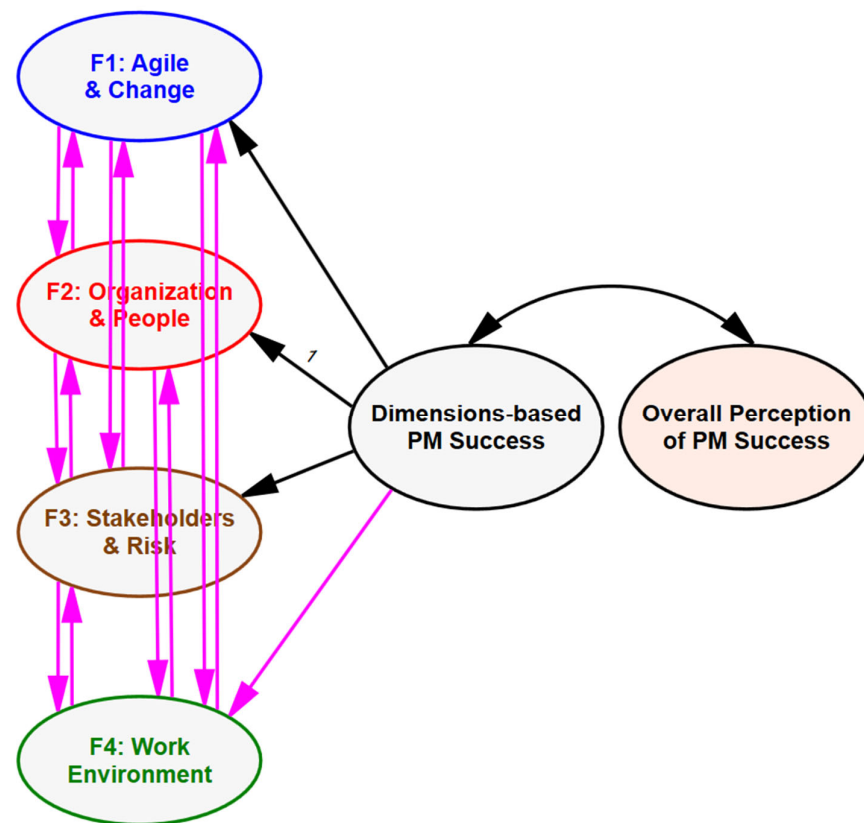 F1: Agile
& Change
F2: Organization
& People
1
Dimensions-based
PM Success
Overall Perception
of PM Success
F3: Stakeholders
& Risk
F4: Work
Environment